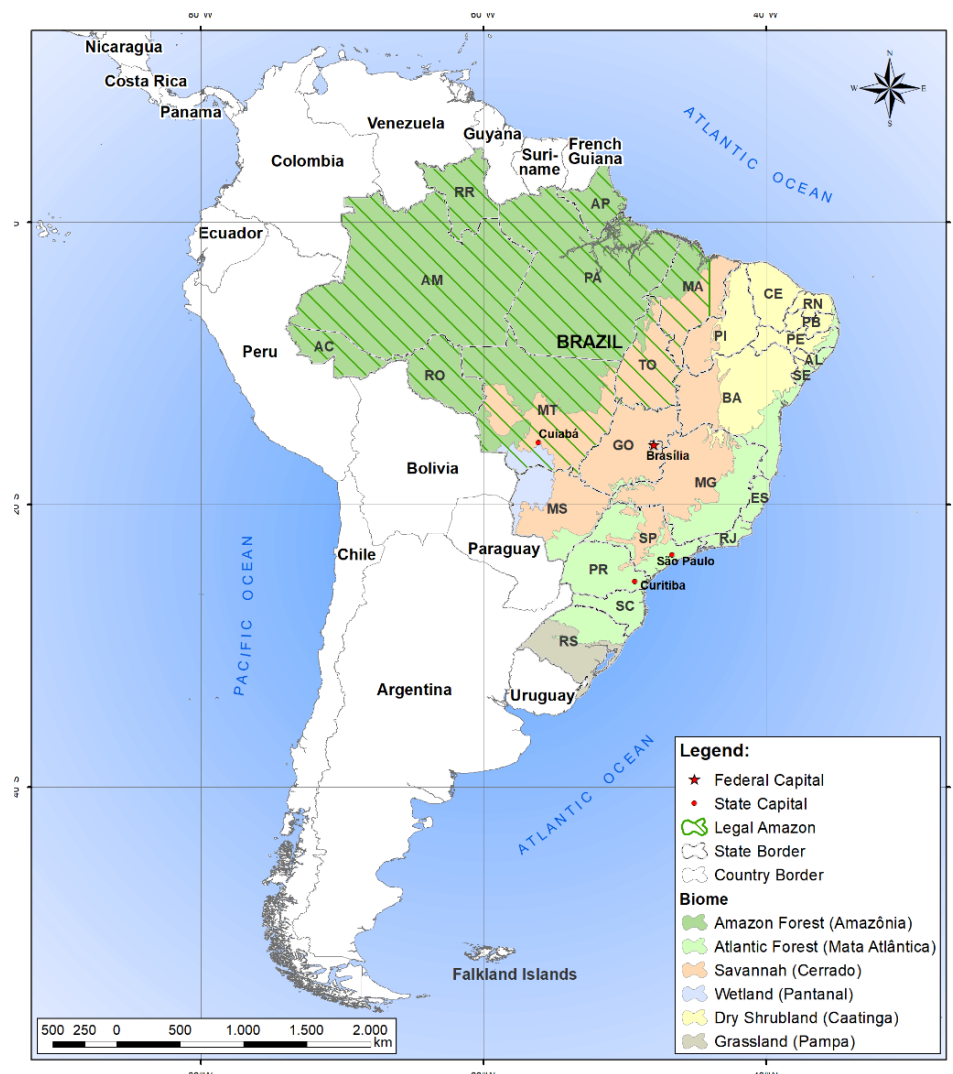 60°W
60°W
40°W
Nicaragua
Costa Rica
Panama
Venezuela
Colombia
Guyana
Suri-
name
French
Guiana
N
W
E
S
ATLANTIC OCEAN
Ecuador
RR
AP
AM
PA
MA
CE
RN
PB
PE
AL
SE
PI
BRAZIL
TO
BA
Peru
AC
RO
MT
Cuiabá
GO
Brasília
Bolivia
MG
ES
MS
20°S
Chile
Paraguay
SP
RJ
São Paulo
PR
Curitiba
SC
RS
PACIFIC OCEAN
Argentina
Uruguay
ATLANTIC OCEAN
Falkland Islands
Legend:
Federal Capital
State Capital
Legal Amazon
State Border
Country Border
Biome
Amazon Forest (Amazônia)
Atlantic Forest (Mata Atlântica)
Savannah (Cerrado)
Wetland (Pantanal)
Dry Shrubland (Caatinga)
Grassland (Pampa)
500 250 0 500 1.000 1.500 2.000
km